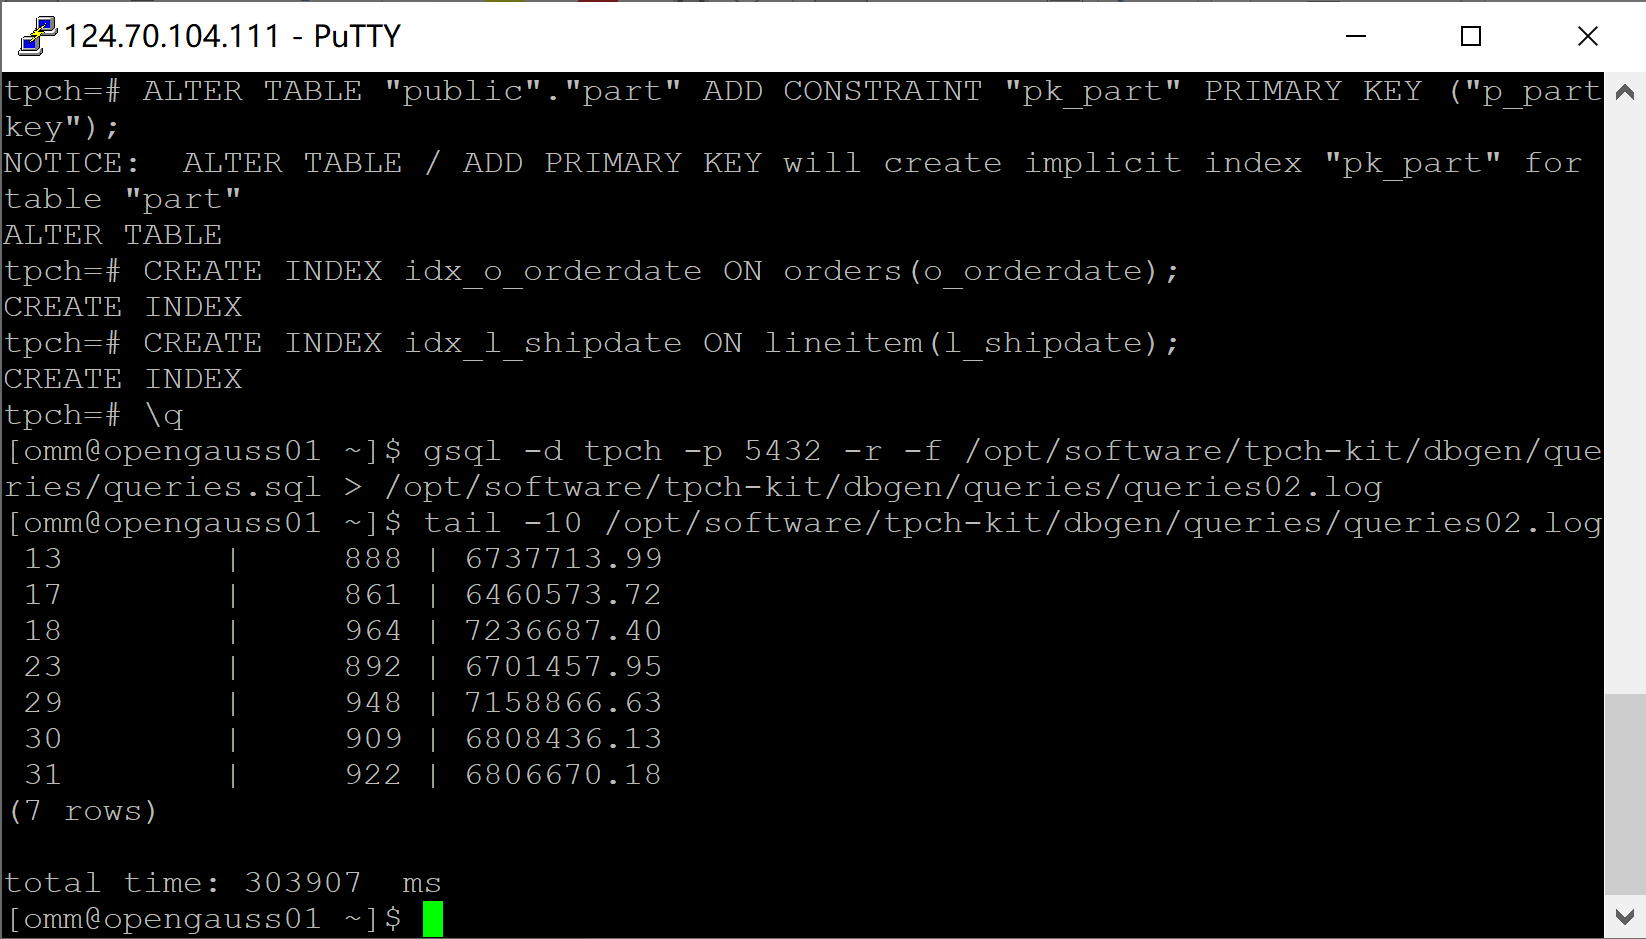 124.70.104.111 - PuTTY
tpch=# ALTER TABLE "public"."part" ADD CONSTRAINT "pk_part" PRIMARY KEY ("p_part
key");
NOTICE:  ALTER TABLE / ADD PRIMARY KEY will create implicit index "pk_part" for
table "part"
ALTER TABLE
tpch=# CREATE INDEX idx_o_orderdate ON orders(o_orderdate);
CREATE INDEX
tpch=# CREATE INDEX idx_l_shipdate ON lineitem(l_shipdate);
CREATE INDEX
tpch=# \q
[omm@opengauss01 ~]$ gsql -d tpch -p 5432 -r -f /opt/software/tpch-kit/dbgen/que
ries/queries.sql > /opt/software/tpch-kit/dbgen/queries/queries02.log
[omm@opengauss01 ~]$ tail -10 /opt/software/tpch-kit/dbgen/queries/queries02.log
 13        |     888 | 6737713.99
 17        |     861 | 6460573.72
 18        |     964 | 7236687.40
 23        |     892 | 6701457.95
 29        |     948 | 7158866.63
 30        |     909 | 6808436.13
 31        |     922 | 6806670.18
(7 rows)
total time: 303907  ms
[omm@opengauss01 ~]$